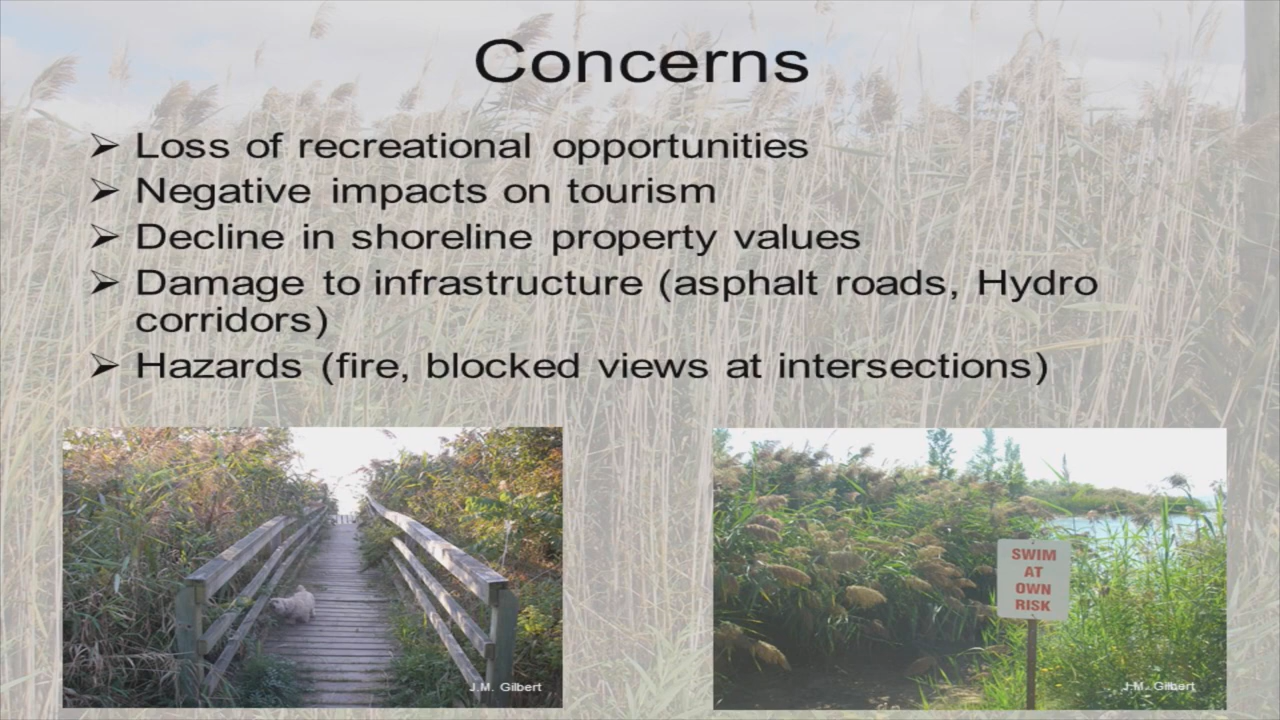 Concerns
➢ Loss of recreational opportunities
➢ Negative impacts on tourism
➢ Decline in shoreline property values
➢ Damage to infrastructure (asphalt roads, Hydro
corridors)
➢ Hazards (fire, blocked views at intersections)
SWIM
AT
OWN
RISK
J.M. Gilbert
J.M. Gilbert